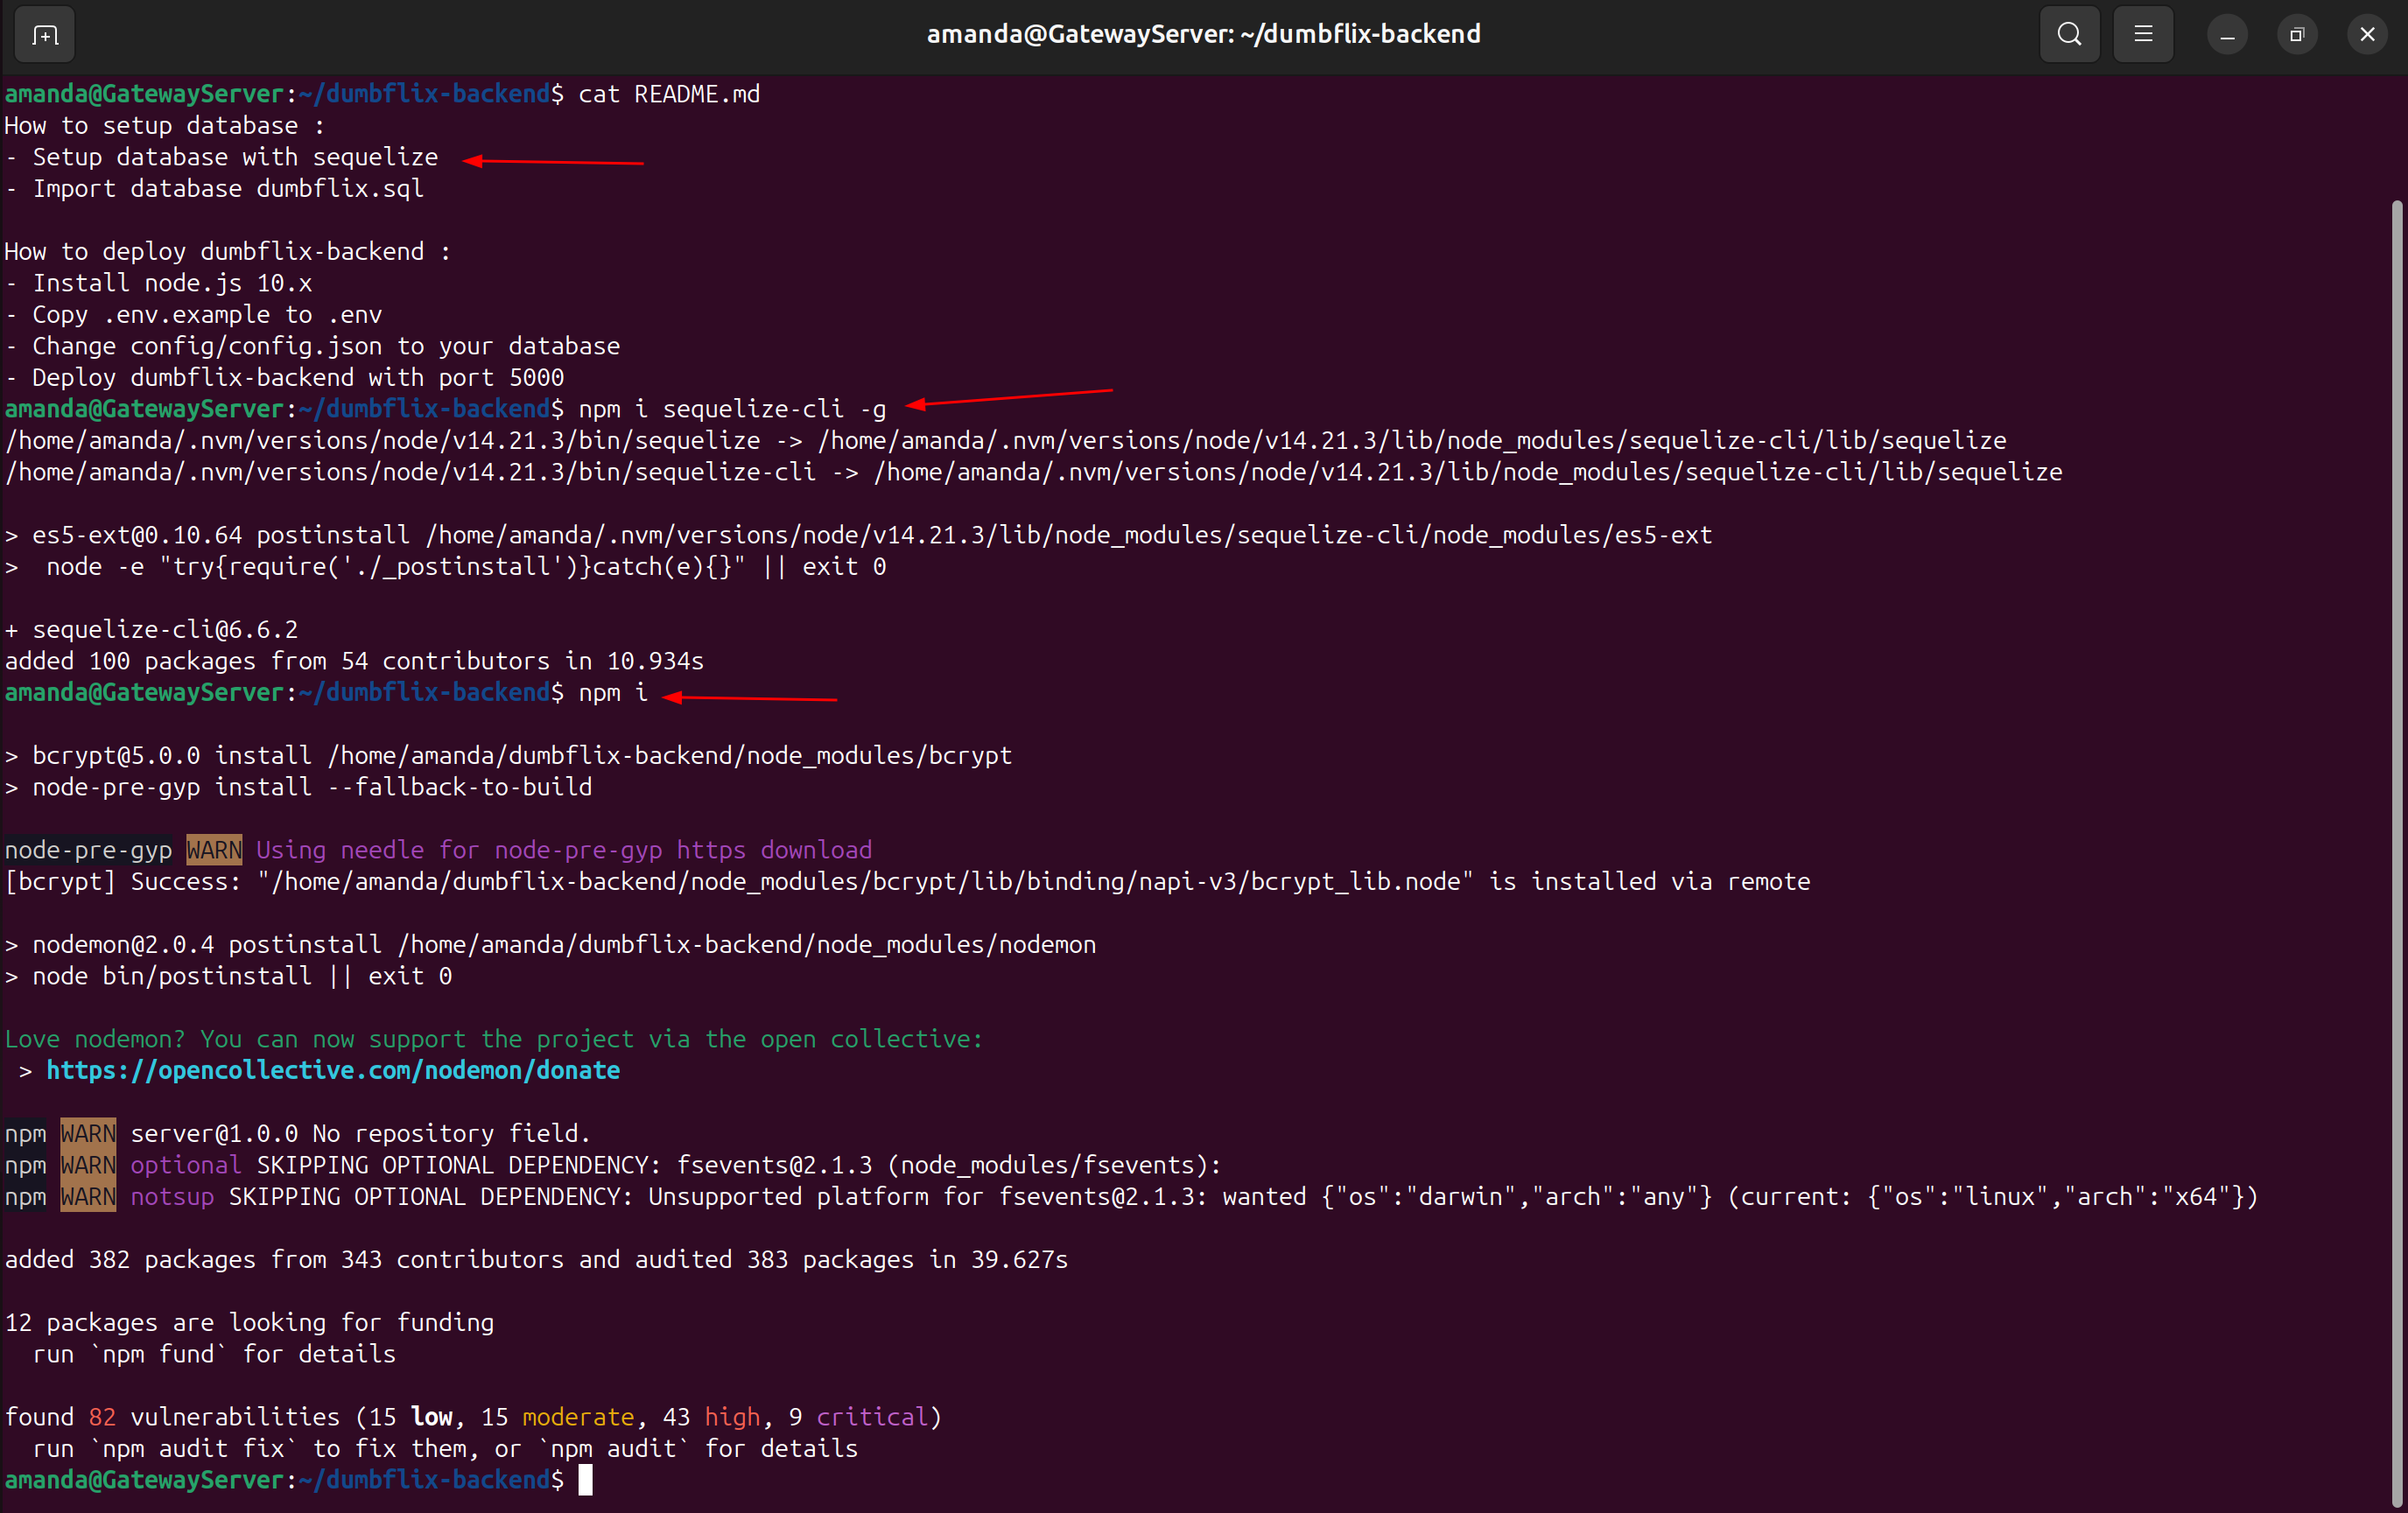 amanda@GatewayServer: ~/dumbflix-backend
amanda@GatewayServer:~/dumbflix-backend$ cat README.md
How to setup database :
- Setup database with sequelize
- Import database dumbflix.sql
How to deploy dumbflix-backend :
- Install node.js 10.x
- Copy .env.example to .env
- Change config/config.json to your database
- Deploy dumbflix-backend with port 5000
amanda@GatewayServer:~/dumbflix-backend$ npm i sequelize-cli -g
/home/amanda/.nvm/versions/node/v14.21.3/bin/sequelize -> /home/amanda/.nvm/versions/node/v14.21.3/lib/node_modules/sequelize-cli/lib/sequelize
/home/amanda/.nvm/versions/node/v14.21.3/bin/sequelize-cli -> /home/amanda/.nvm/versions/node/v14.21.3/lib/node_modules/sequelize-cli/lib/sequelize
> es5-ext@0.10.64 postinstall /home/amanda/.nvm/versions/node/v14.21.3/lib/node_modules/sequelize-cli/node_modules/es5-ext
>  node -e "try{require('./_postinstall')}catch(e){}" || exit 0
+ sequelize-cli@6.6.2
added 100 packages from 54 contributors in 10.934s
amanda@GatewayServer:~/dumbflix-backend$ npm i
> bcrypt@5.0.0 install /home/amanda/dumbflix-backend/node_modules/bcrypt
> node-pre-gyp install --fallback-to-build
node-pre-gyp WARN Using needle for node-pre-gyp https download
[bcrypt] Success: "/home/amanda/dumbflix-backend/node_modules/bcrypt/lib/binding/napi-v3/bcrypt_lib.node" is installed via remote
> nodemon@2.0.4 postinstall /home/amanda/dumbflix-backend/node_modules/nodemon
> node bin/postinstall || exit 0
Love nodemon? You can now support the project via the open collective:
 > https://opencollective.com/nodemon/donate
npm WARN server@1.0.0 No repository field.
npm WARN optional SKIPPING OPTIONAL DEPENDENCY: fsevents@2.1.3 (node_modules/fsevents):
npm WARN notsup SKIPPING OPTIONAL DEPENDENCY: Unsupported platform for fsevents@2.1.3: wanted {"os":"darwin","arch":"any"} (current: {"os":"linux","arch":"x64"})
added 382 packages from 343 contributors and audited 383 packages in 39.627s
12 packages are looking for funding
  run `npm fund` for details
found 82 vulnerabilities (15 low, 15 moderate, 43 high, 9 critical)
  run `npm audit fix` to fix them, or `npm audit` for details
amanda@GatewayServer:~/dumbflix-backend$